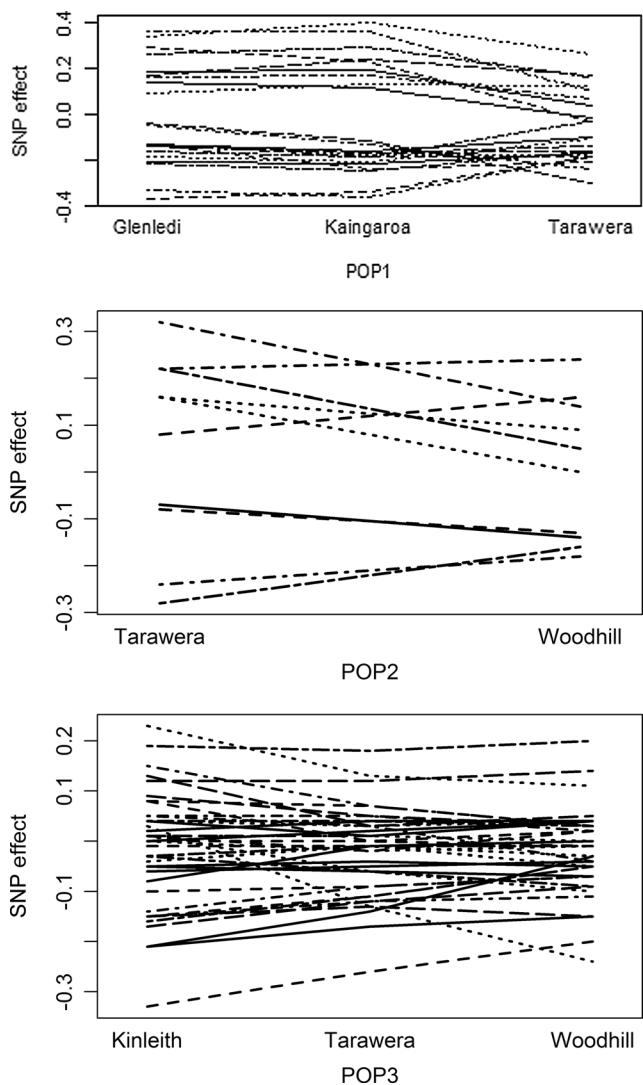 SNP effect
0.4
0.2
0.0
-0.4
Glenledi Kaingaroa Tarawera
POP1
SNP effect
0.3
0.1
-0.1
-0.3
Tarawera Woodhill
POP2
SNP effect
0.2
0.1
-0.1
-0.3
Kinleith Tarawera Woodhill
POP3